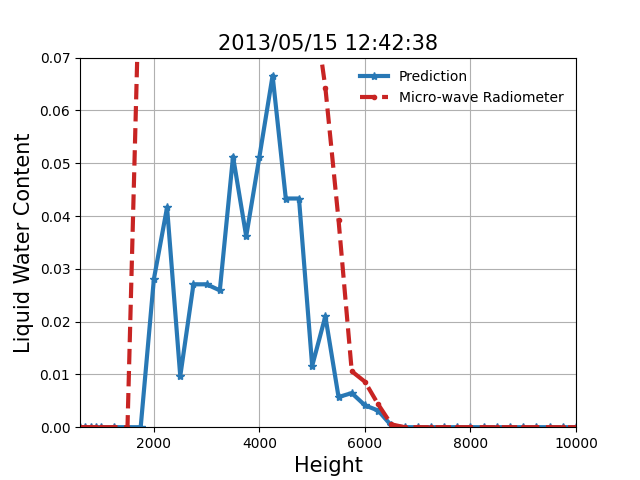 2013/05/15 12:42:38
Prediction
Micro-wave Radiometer
Liquid Water Content
0.07
0.06
0.05
0.04
0.03
0.02
0.01
0.00
2000 4000 6000 8000 10000
Height